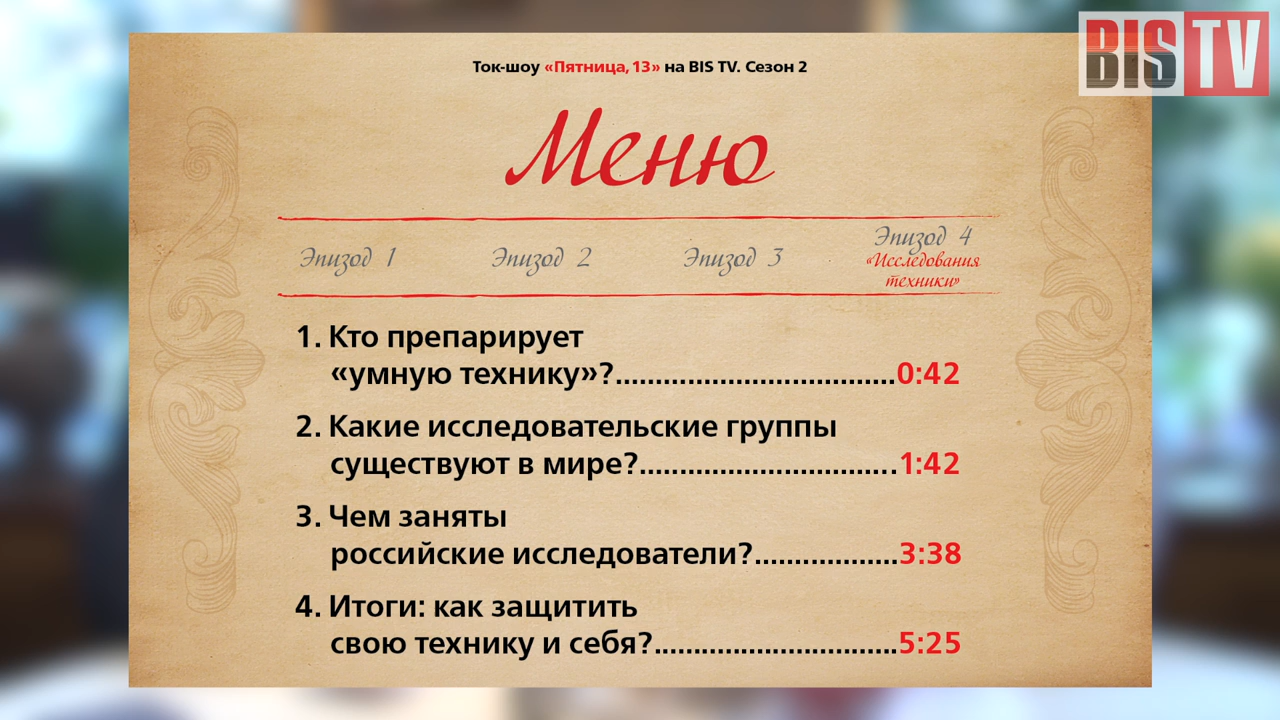 BIS TV
Ток-шоу «Пятница, 13» на BIS TV. Сезон 2
Меню
Эпизод 1 Эпизод 2 Эпизод 3 Эпизод 4
«Исследования
техники»
1. Кто препарирует
«умную технику»?...................................0:42
2. Какие исследовательские группы
существуют в мире?................................1:42
3. Чем заняты
российские исследователи?..................3:38
4. Итоги: как защитить
свою технику и себя?...............................5:25